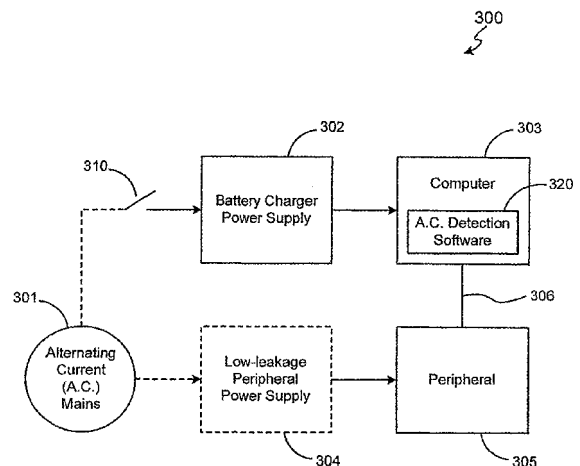 300
302
303
310
Battery Charger
Power Supply
Computer
320
A.C. Detection
Software
301
306
Alternating
Current
(A.C.)
Mains
Low-leakage
Peripheral
Power Supply
Peripheral
304
305